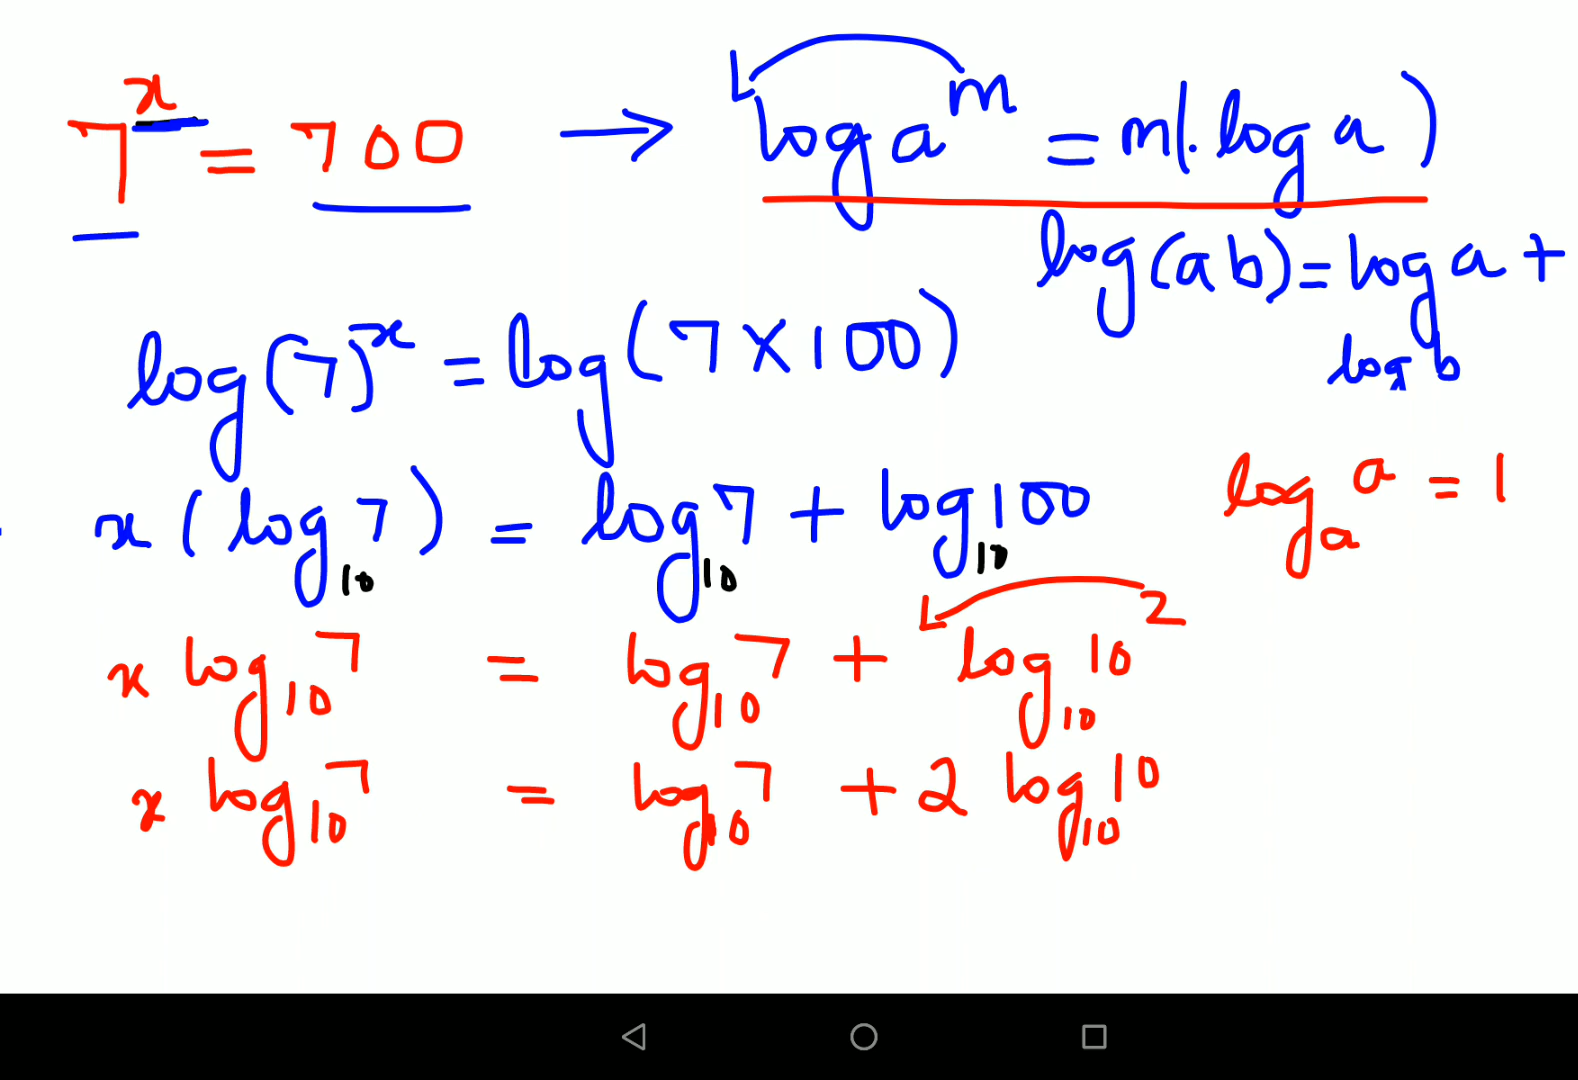 7^x = 700 → log a^m = m(. log a)
log(ab) = log a +
log b
log(7)^x = log(7×100)
x(log_10 7) = log_10 7 + log_10 100
log_a a = 1
x log_10 7 = log_10 7 + log_10 10^2
x log_10 7 = log_10 7 + 2 log_10 10